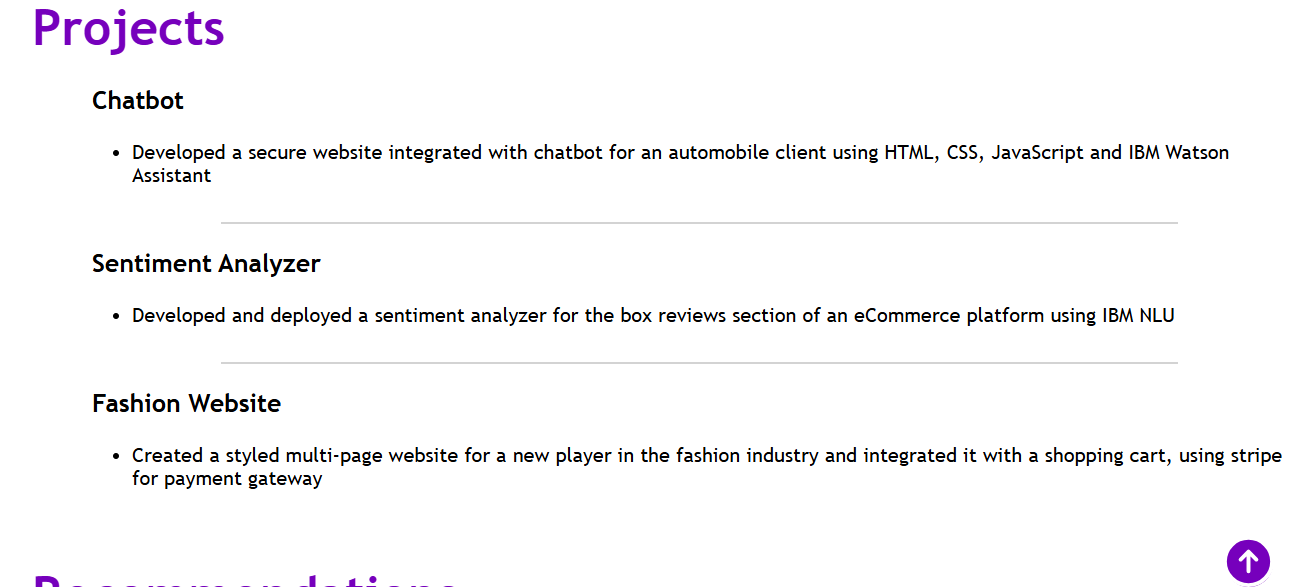 Projects
Chatbot
• Developed a secure website integrated with chatbot for an automobile client using HTML, CSS, JavaScript and IBM Watson
Assistant
Sentiment Analyzer
• Developed and deployed a sentiment analyzer for the box reviews section of an eCommerce platform using IBM NLU
Fashion Website
• Created a styled multi-page website for a new player in the fashion industry and integrated it with a shopping cart, using stripe
for payment gateway
Recommendations